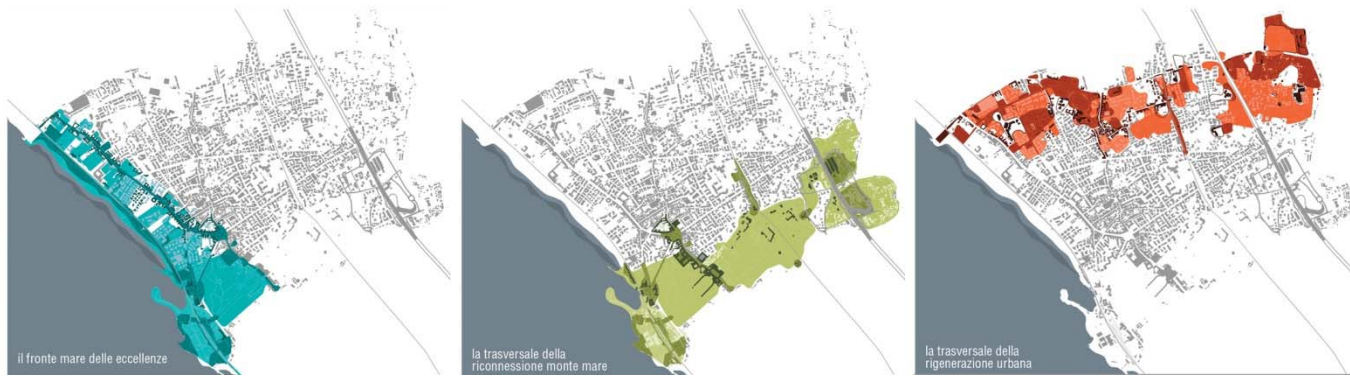 il fronte mare delle eccellenze
la trasversale della
riconnessione monte mare
la trasversale della
rigenerazione urbana